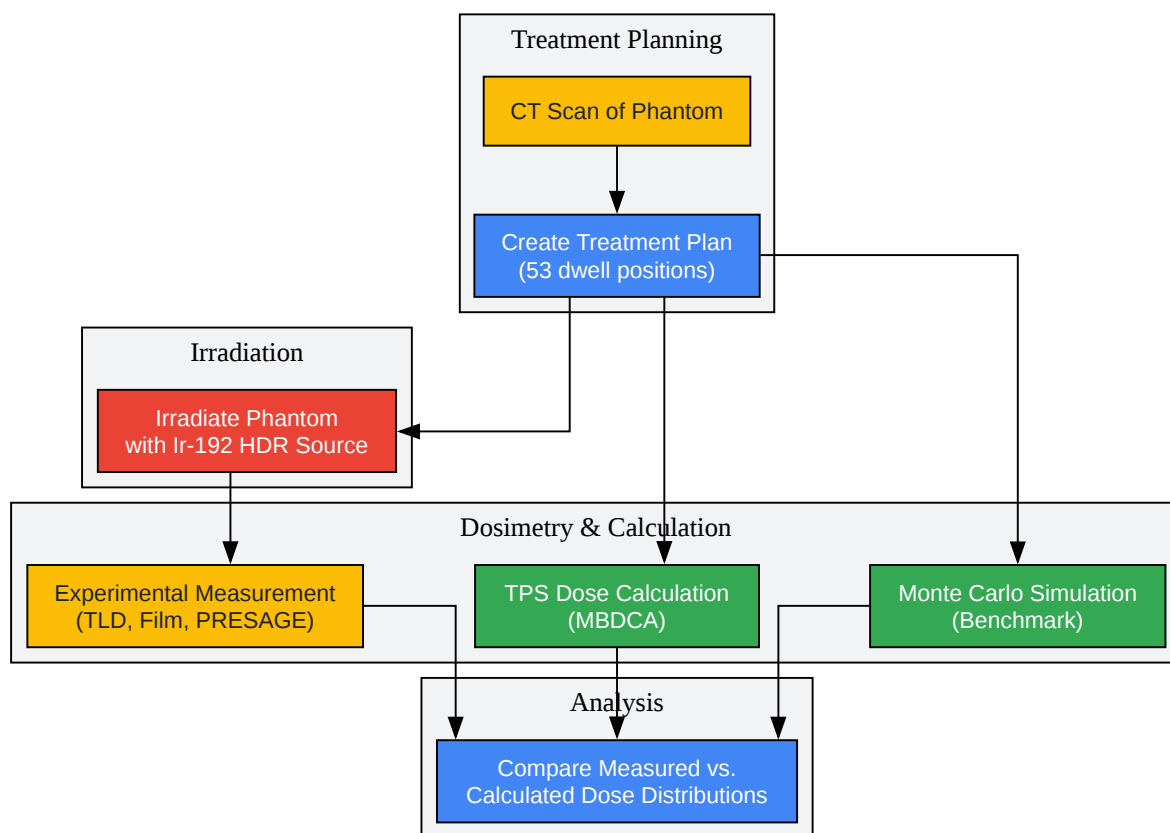 Treatment Planning
CT Scan of Phantom
Create Treatment Plan
(53 dwell positions)
Irradiation
Irradiate Phantom
with Ir-192 HDR Source
Dosimetry & Calculation
Experimental Measurement
(TLD, Film, PRESAGE)
TPS Dose Calculation
(MBDCA)
Monte Carlo Simulation
(Benchmark)
Analysis
Compare Measured vs.
Calculated Dose Distributions